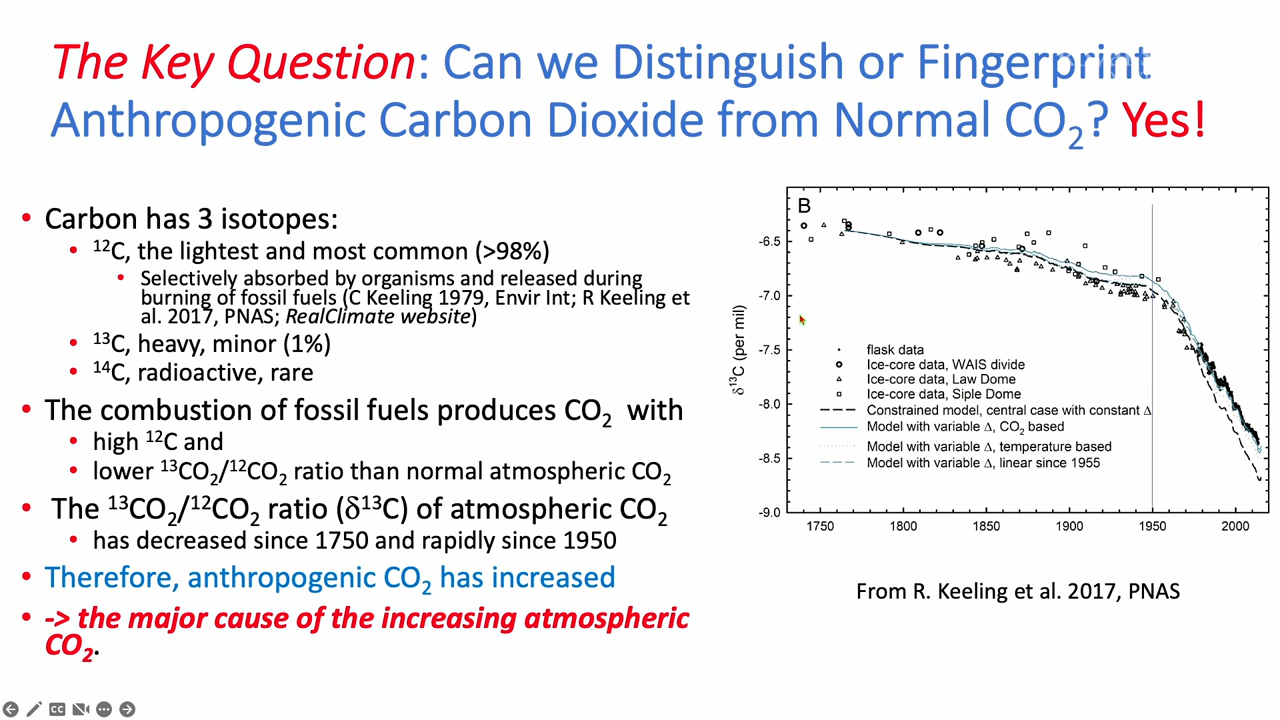 The Key Question: Can we Distinguish or Fingerprint
Anthropogenic Carbon Dioxide from Normal CO₂? Yes!
• Carbon has 3 isotopes:
• ¹²C, the lightest and most common (>98%)
• Selectively absorbed by organisms and released during
burning of fossil fuels (C Keeling 1979, Envir Int; R Keeling et
al. 2017, PNAS; RealClimate website)
• ¹³C, heavy, minor (1%)
• ¹⁴C, radioactive, rare
• The combustion of fossil fuels produces CO₂ with
• high ¹²C and
• lower ¹³CO₂/¹²CO₂ ratio than normal atmospheric CO₂
• The ¹³CO₂/¹²CO₂ ratio (δ¹³C) of atmospheric CO₂
• has decreased since 1750 and rapidly since 1950
• Therefore, anthropogenic CO₂ has increased
• -> the major cause of the increasing atmospheric
CO₂.
B
-6.5
-7.0
-7.5
-8.0
-8.5
-9.0
δ¹³C (per mil)
flask data
Ice-core data, WAIS divide
Ice-core data, Law Dome
Ice-core data, Siple Dome
Constrained model, central case with constant Δ
Model with variable Δ, CO₂ based
Model with variable Δ, temperature based
Model with variable Δ, linear since 1955
1750 1800 1850 1900 1950 2000
From R. Keeling et al. 2017, PNAS
CC